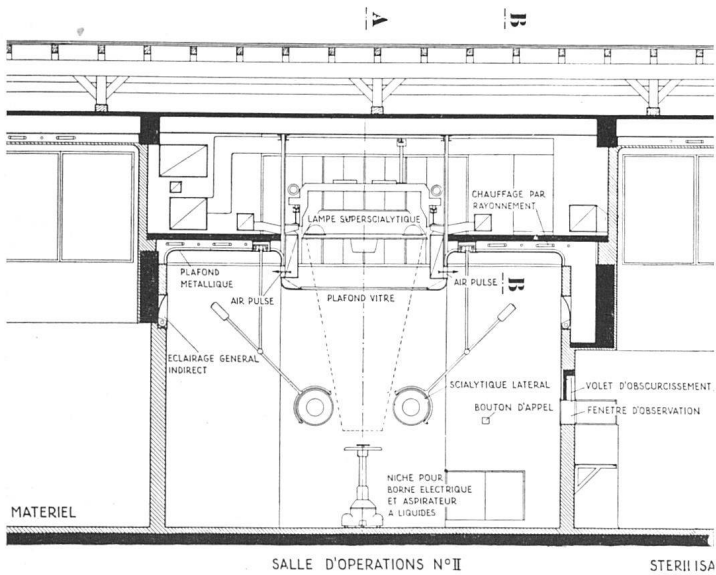 A
B
CHAUFFAGE PAR
RAYONNEMENT
LAMPE SUPERSCIALYTIQUE
PLAFOND
METALLIQUE
AIR PULSE
PLAFOND VITRE
AIR PULSE
B
ECLAIRAGE GENERAL
INDIRECT
SCIALYTIQUE LATERAL
VOLET D'OBSCURCISSEMENT
BOUTON D'APPEL
FENETRE D'OBSERVATION
NICHE POUR
BORNE ELECTRIQUE
ET ASPIRATEUR
A LIQUIDES
MATERIEL
SALLE D'OPERATIONS N° II
STERILISA